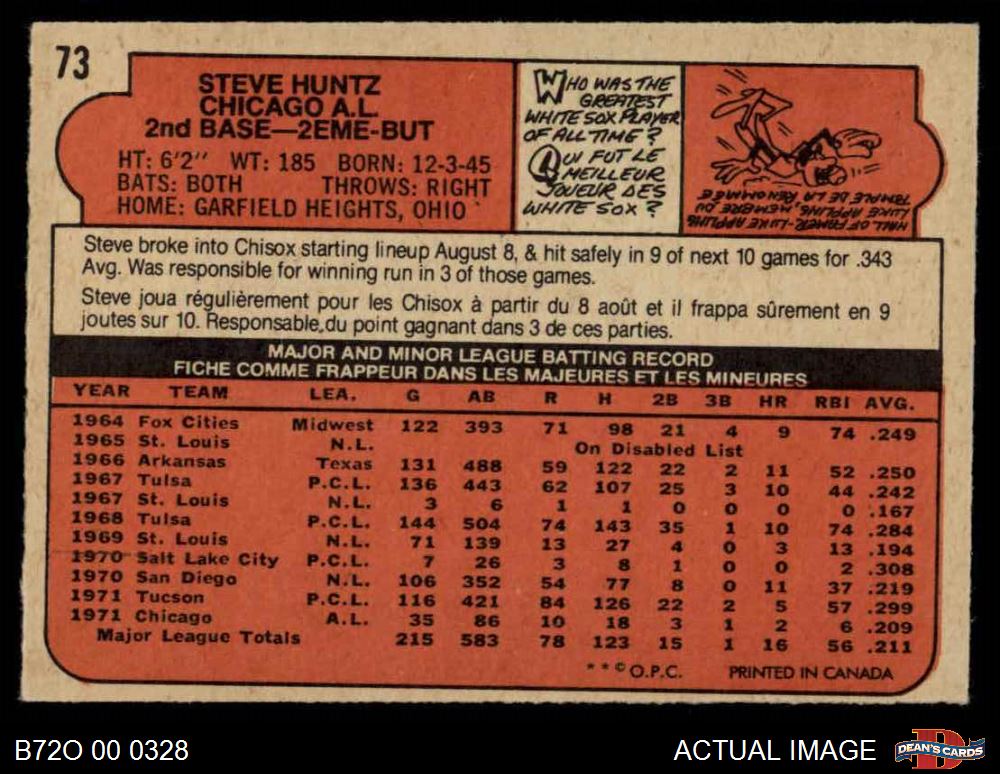 73
STEVE HUNTZ
CHICAGO A.L.
2nd BASE—2EME-BUT
HT: 6'2" WT: 185 BORN: 12-3-45
BATS: BOTH THROWS: RIGHT
HOME: GARFIELD HEIGHTS, OHIO
WHO WAS THE
GREATEST
WHITE SOX PLAYER
OF ALL TIME?
QUI FUT LE
MEILLEUR
JOUEUR DES
WHITE SOX?
HALL OF FAMER-LUKE APPLING
LUKE APPLING, MEMBRE DU
TEMPLE DE LA RENOMMÉE
Steve broke into Chisox starting lineup August 8, & hit safely in 9 of next 10 games for .343
Avg. Was responsible for winning run in 3 of those games.
Steve joua régulièrement pour les Chisox à partir du 8 août et il frappa sûrement en 9
joutes sur 10. Responsable, du point gagnant dans 3 de ces parties.
MAJOR AND MINOR LEAGUE BATTING RECORD
FICHE COMME FRAPPEUR DANS LES MAJEURES ET LES MINEURES
YEAR TEAM LEA. G AB R H 2B 3B HR RBI AVG.
1964 Fox Cities Midwest 122 393 71 98 21 4 9 74 .249
1965 St. Louis N.L. On Disabled List
1966 Arkansas Texas 131 488 59 122 22 2 11 52 .250
1967 Tulsa P.C.L. 136 443 62 107 25 3 10 44 .242
1967 St. Louis N.L. 3 6 1 1 0 0 0 0 .167
1968 Tulsa P.C.L. 144 504 74 143 35 1 10 74 .284
1969 St. Louis N.L. 71 139 13 27 4 0 3 13 .194
1970 Salt Lake City P.C.L. 7 26 3 8 1 0 0 2 .308
1970 San Diego N.L. 106 352 54 77 8 0 11 37 .219
1971 Tucson P.C.L. 116 421 84 126 22 2 5 57 .299
1971 Chicago A.L. 35 86 10 18 3 1 2 6 .209
Major League Totals 215 583 78 123 15 1 16 56 .211
**© O.P.C. PRINTED IN CANADA
B72O 00 0328
ACTUAL IMAGE
DEAN'S CARDS